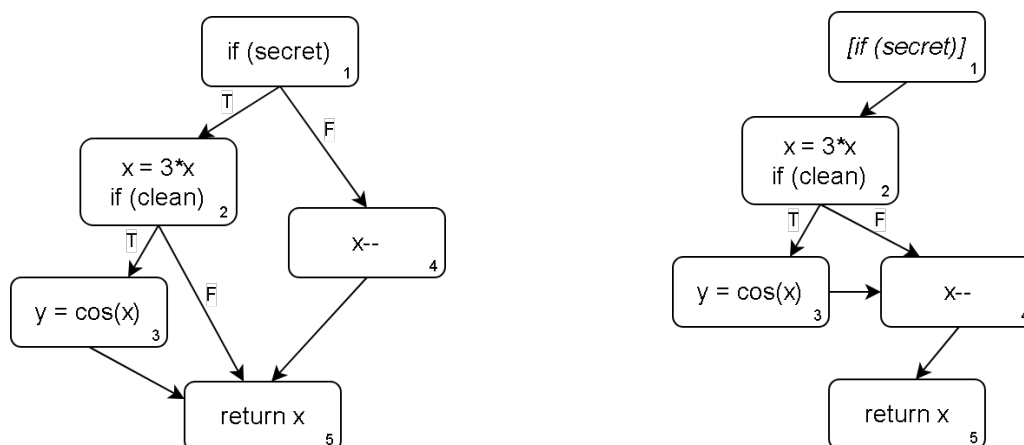 if (secret)
1
T
F
x = 3*x
if (clean)
2
T
F
x--
4
y = cos(x)
3
return x
5
[if (secret)]
1
x = 3*x
if (clean)
2
T
F
y = cos(x)
3
x--
4
return x
5